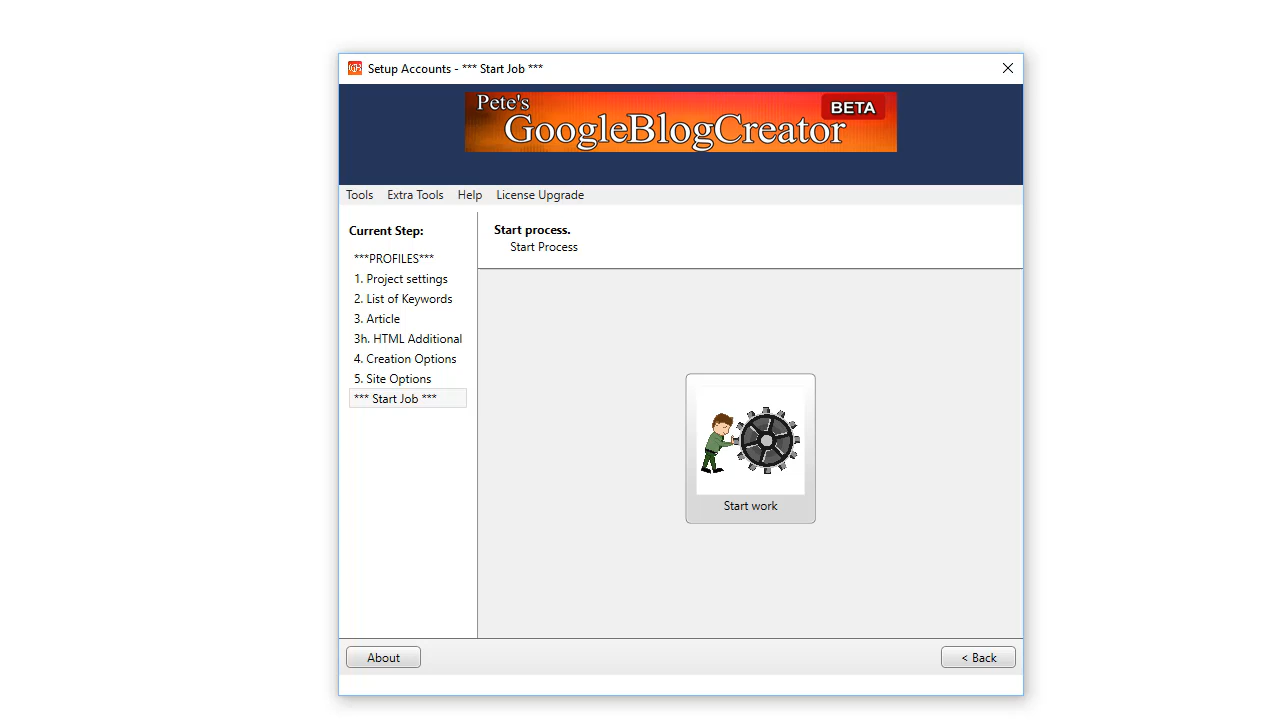 Setup Accounts - *** Start Job ***
Pete's
BETA
GoogleBlogCreator
Tools Extra Tools Help License Upgrade
Current Step:
***PROFILES***
1. Project settings
2. List of Keywords
3. Article
3h. HTML Additional
4. Creation Options
5. Site Options
*** Start Job ***
Start process.
Start Process
Start work
About
< Back